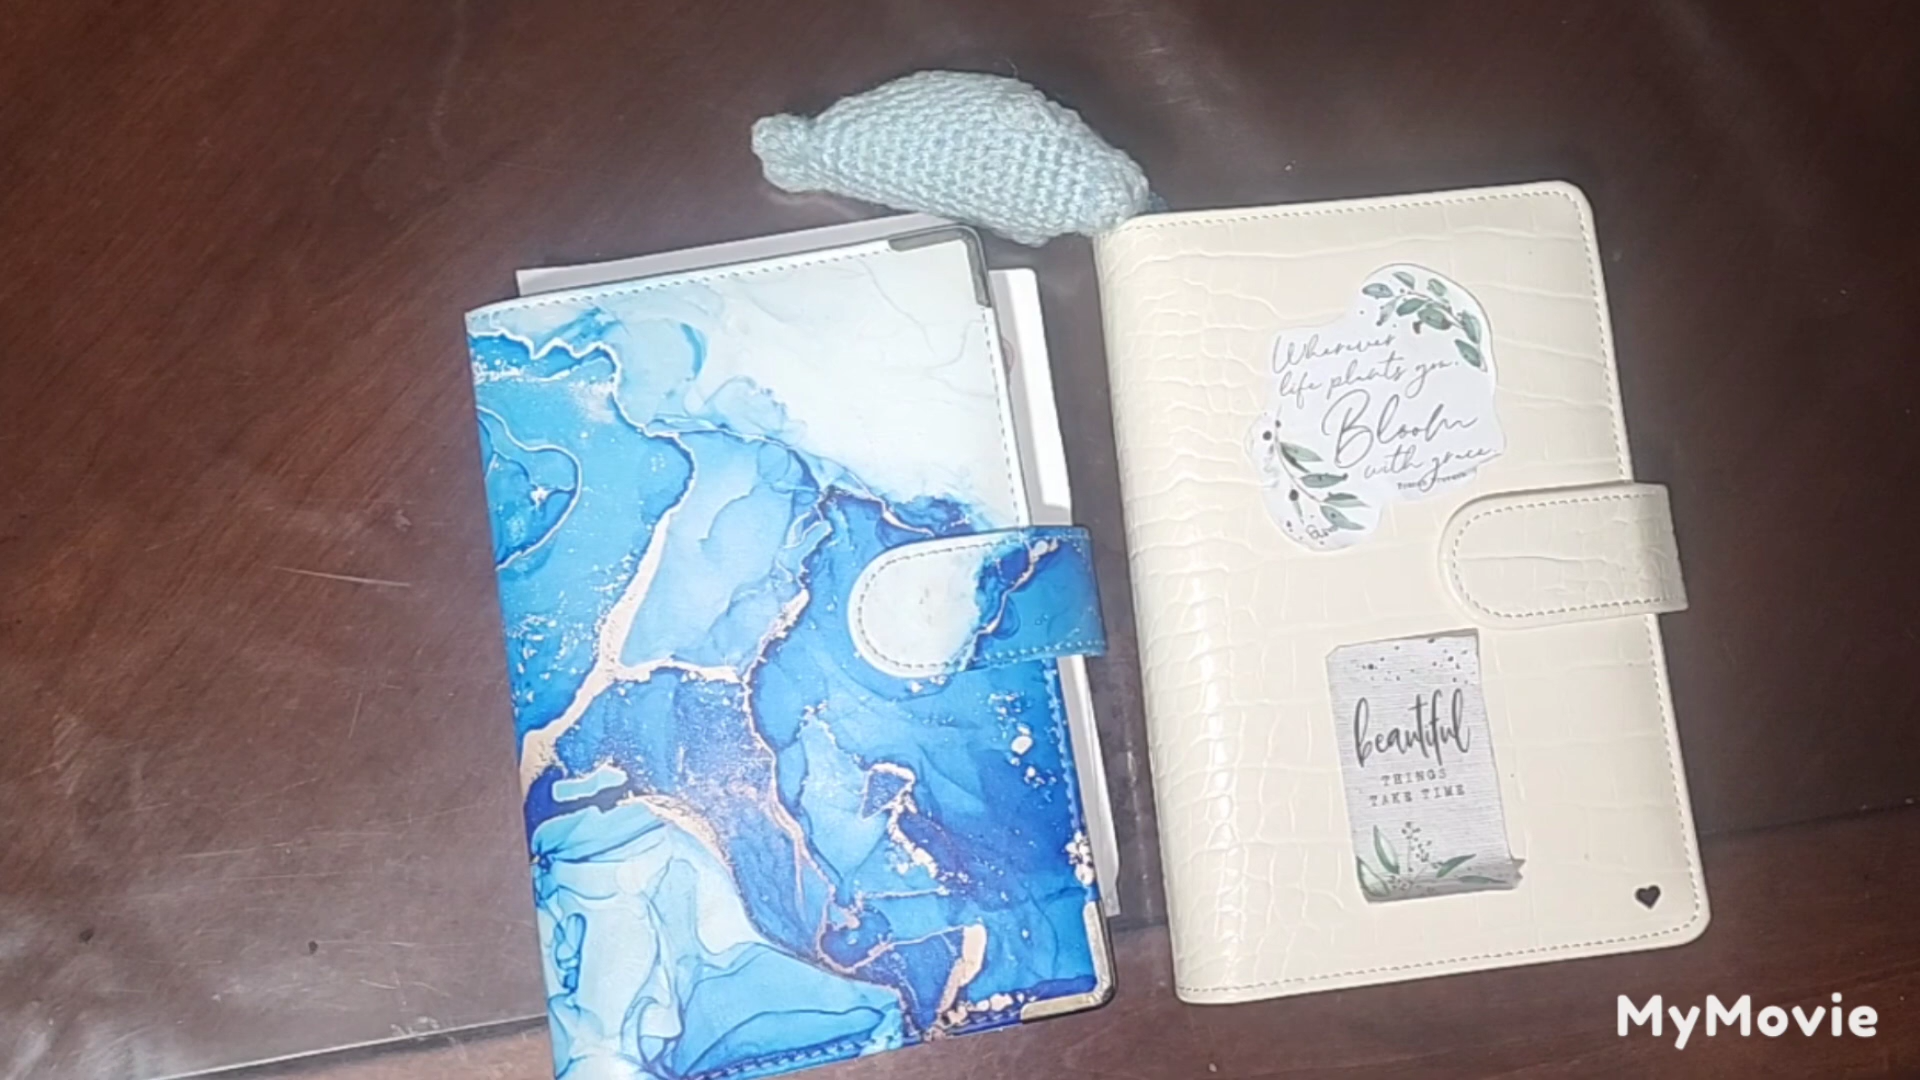 Wherever
life plants you.
Bloom
with grace.
beautiful
THINGS
TAKE TIME
MyMovie